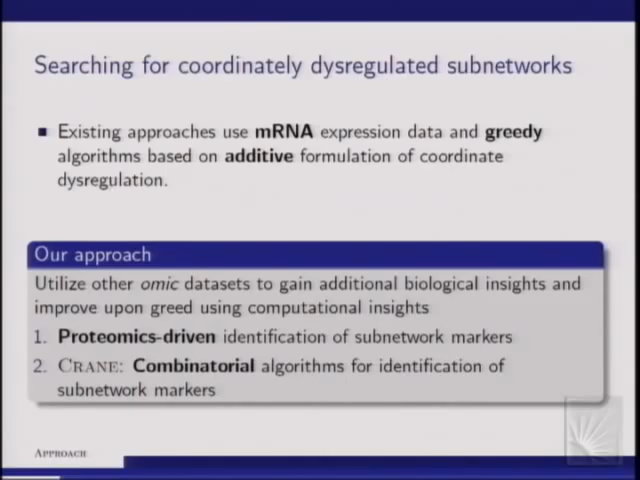 Searching for coordinately dysregulated subnetworks
Existing approaches use mRNA expression data and greedy
algorithms based on additive formulation of coordinate
dysregulation.
Our approach
Utilize other omic datasets to gain additional biological insights and
improve upon greed using computational insights
1. Proteomics-driven identification of subnetwork markers
2. CRANE: Combinatorial algorithms for identification of
subnetwork markers
APPROACH